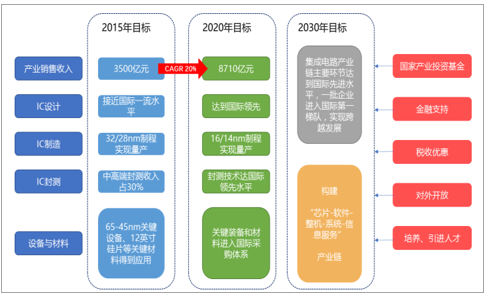 2015年目标
2020年目标
2030年目标
产业销售收入
3500亿元
CAGR 20%
8710亿元
IC设计
接近国际一流水
平
达到国际领先
IC制造
32/28nm制程
实现量产
16/14nm制程
实现量产
IC封测
中高端封测收入
占30%
封测技术达国际
领先水平
设备与材料
65-45nm关键
设备、12英寸
硅片等关键材
料得到应用
关键装备和材
料进入国际采
购体系
集成电路产业
链主要环节达
到国际先进水
平，一批企业
进入国际第一
梯队，实现跨
越发展
构建
“芯片-软件-
整机-系统-信
息服务”
产业链
国家产业投资基金
金融支持
税收优惠
对外开放
培养、引进人才